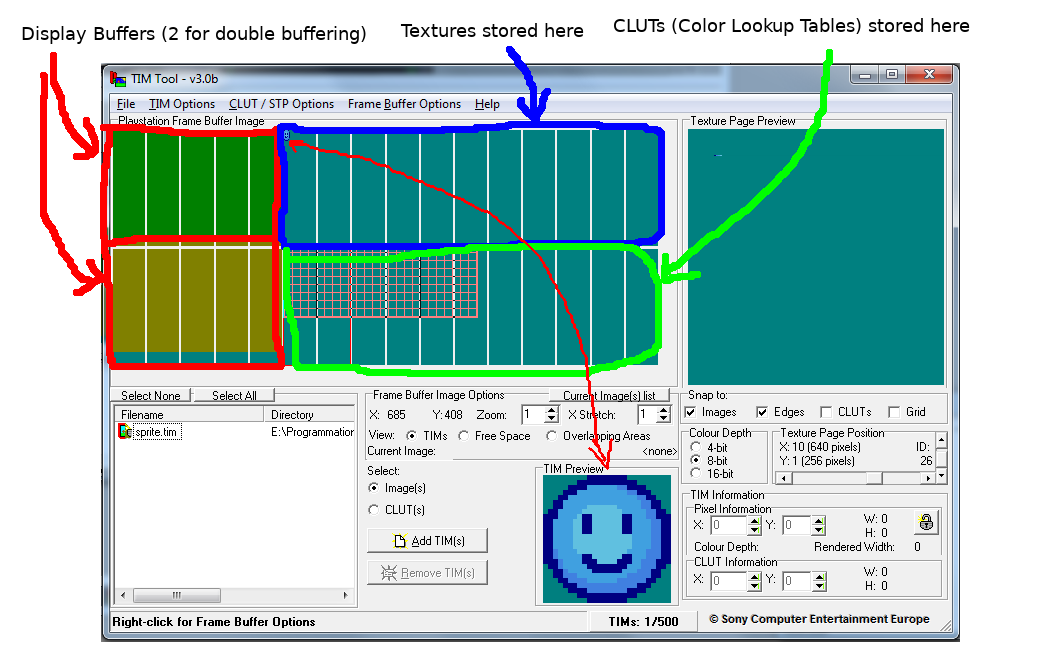 Display Buffers (2 for double buffering)
Textures stored here
CLUTs (Color Lookup Tables) stored here
TIM Tool - v3.0b
File TIM Options CLUT / STP Options Frame Buffer Options Help
Playstation Frame Buffer Image
Texture Page Preview
Select None Select All
Filename Directory
sprite.tim E:\Programmation
Frame Buffer Image Options Current Image(s) list
X: 685 Y: 408 Zoom: 1 X Stretch: 1
View: TIMs Free Space Overlapping Areas
Current Image: <none>
Select:
Image(s)
CLUT(s)
Add TIM(s)
Remove TIM(s)
TIM Preview
Snap to:
Images Edges CLUTs Grid
Colour Depth
4-bit
8-bit
16-bit
Texture Page Position
X: 10 (640 pixels) ID:
Y: 1 (256 pixels) 26
TIM Information
Pixel Information
X: 0 Y: 0 W: 0
H: 0
Colour Depth: Rendered Width: 0
CLUT Information
X: 0 Y: 0 W: 0
H: 0
Right-click for Frame Buffer Options
TIMs: 1/500
© Sony Computer Entertainment Europe